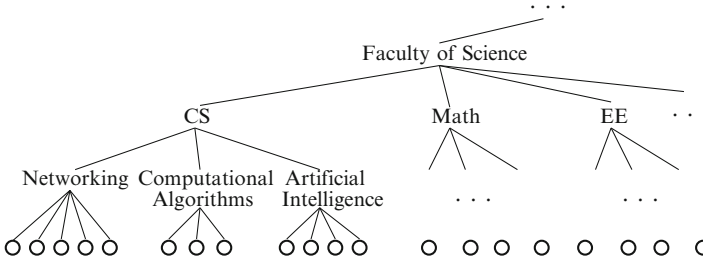 . . .
Faculty of Science
CS Math EE . .
Networking Computational Artificial
Algorithms Intelligence . . . . . .